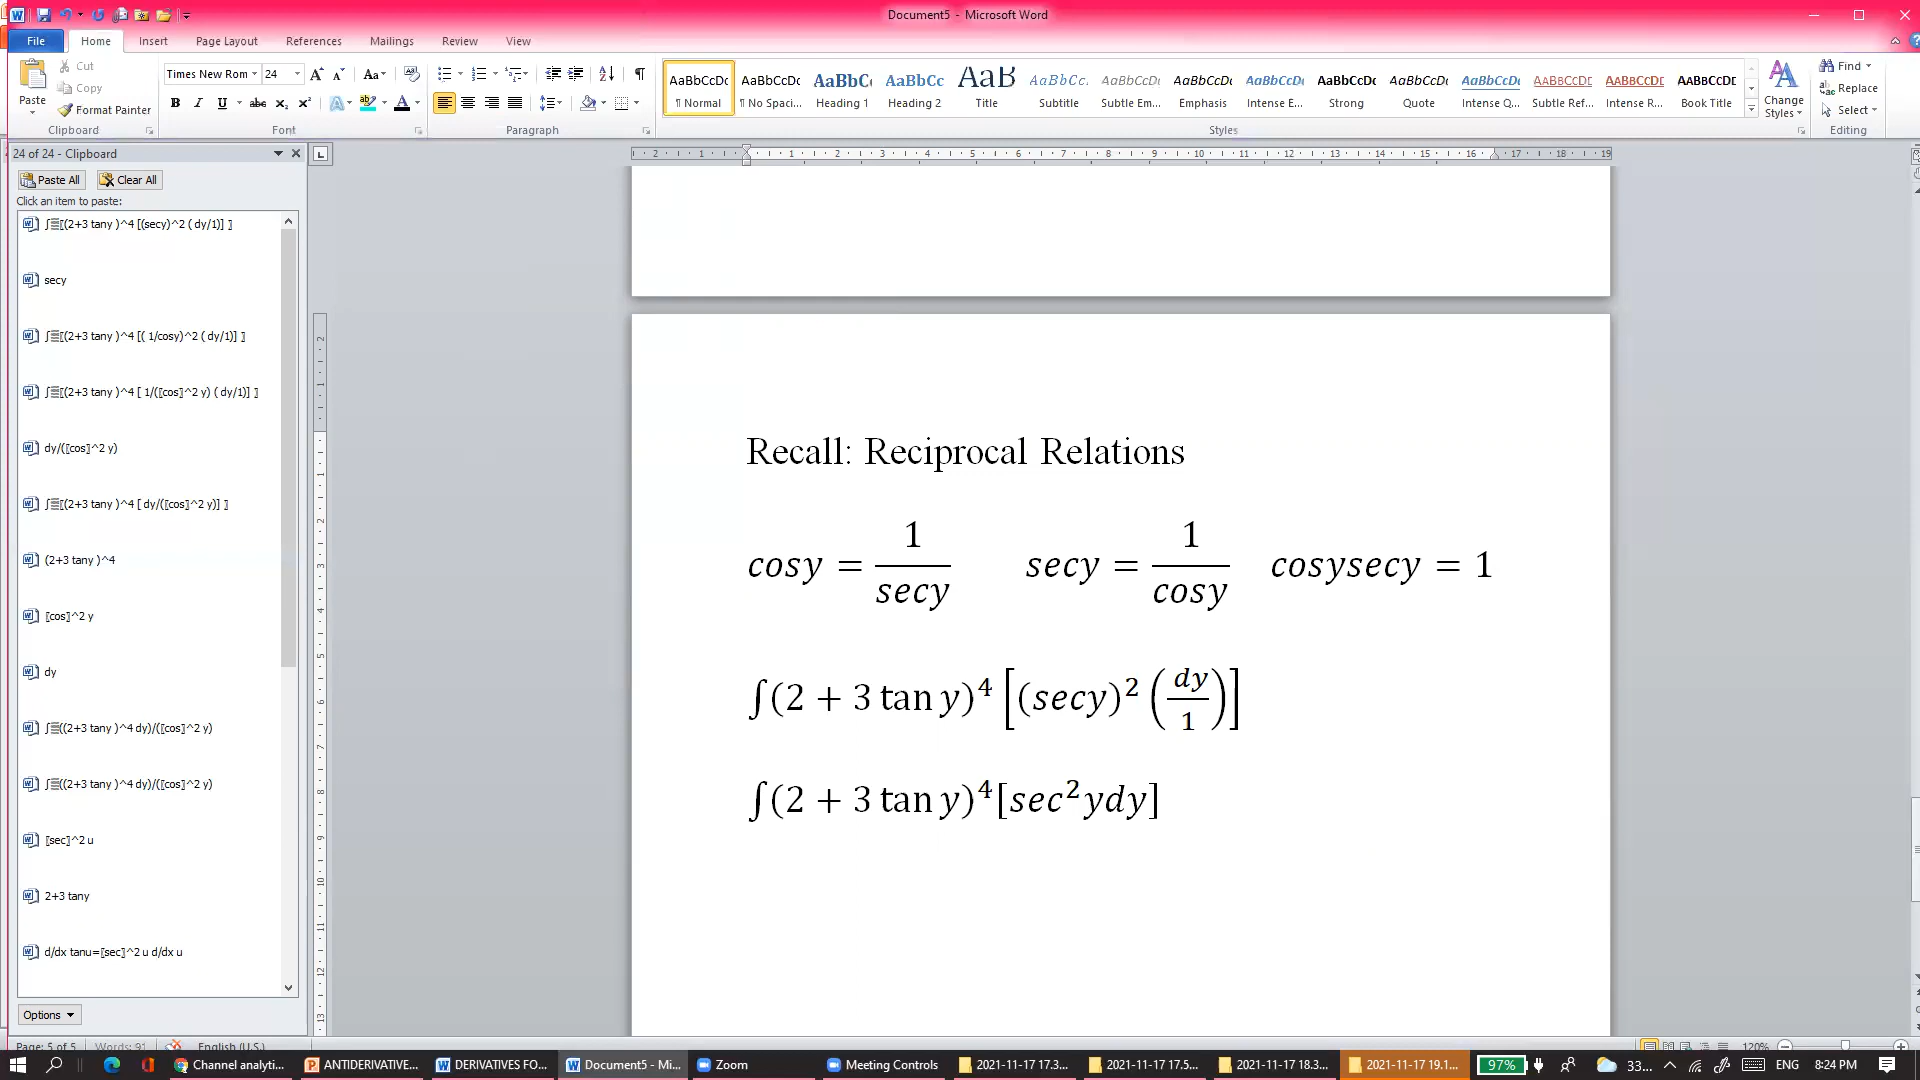 Document5 - Microsoft Word
File Home Insert Page Layout References Mailings Review View
Paste
Cut
Copy
Format Painter
Clipboard
Times New Rom 24
Font
Paragraph
AaBbCcDc ¶ Normal
AaBbCcDc ¶ No Spaci...
AaBbC Heading 1
AaBbCc Heading 2
AaB Title
AaBbCc. Subtitle
AaBbCcDc Subtle Em...
AaBbCcDc Emphasis
AaBbCcDc Intense E...
AaBbCcDc Strong
AaBbCcDc Quote
AaBbCcDc Intense Q...
AABBCCDD Subtle Ref...
AABBCCDD Intense R...
AABBCCDD Book Title
Styles
Change Styles
Find
Replace
Select
Editing
24 of 24 - Clipboard
Paste All Clear All
Click an item to paste:
∫▒〖(2+3 tany )^4 [(secy)^2 ( dy/1)] 〗
secy
∫▒〖(2+3 tany )^4 [( 1/cosy)^2 ( dy/1)] 〗
∫▒〖(2+3 tany )^4 [ 1/(〖cos〗^2 y) ( dy/1)] 〗
dy/(〖cos〗^2 y)
∫▒〖(2+3 tany )^4 [ dy/(〖cos〗^2 y)] 〗
(2+3 tany )^4
〖cos〗^2 y
dy
∫▒((2+3 tany )^4 dy)/(〖cos〗^2 y)
∫▒((2+3 tany )^4 dy)/(〖cos〗^2 y)
〖sec〗^2 u
2+3 tany
d/dx tanu=〖sec〗^2 u d/dx u
Options
Recall: Reciprocal Relations
cosy = 1/secy secy = 1/cosy cosysecy = 1
∫(2 + 3 tan y)⁴ [(secy)² (dy/1)]
∫(2 + 3 tan y)⁴[sec²ydy]
Page: 5 of 5 Words: 91 English (U.S.) 120%
Channel analyti... ANTIDERIVATIVE... DERIVATIVES FO... Document5 - Mi... Zoom Meeting Controls 2021-11-17 17.3... 2021-11-17 17.5... 2021-11-17 18.3... 2021-11-17 19.1... 97% 33... ENG 8:24 PM